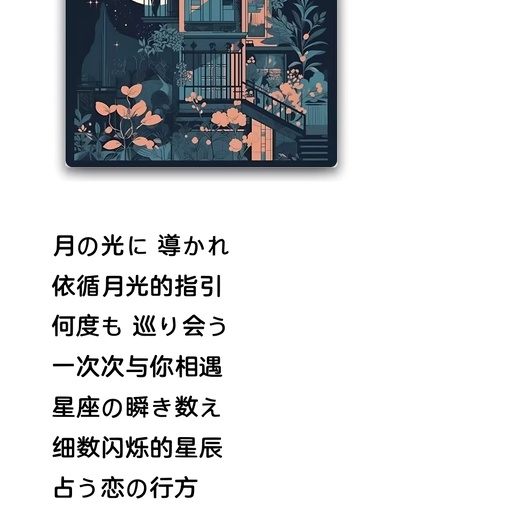 月の光に 導かれ
依循月光的指引
何度も 巡り会う
一次次与你相遇
星座の瞬き数え
细数闪烁的星辰
占う恋の行方